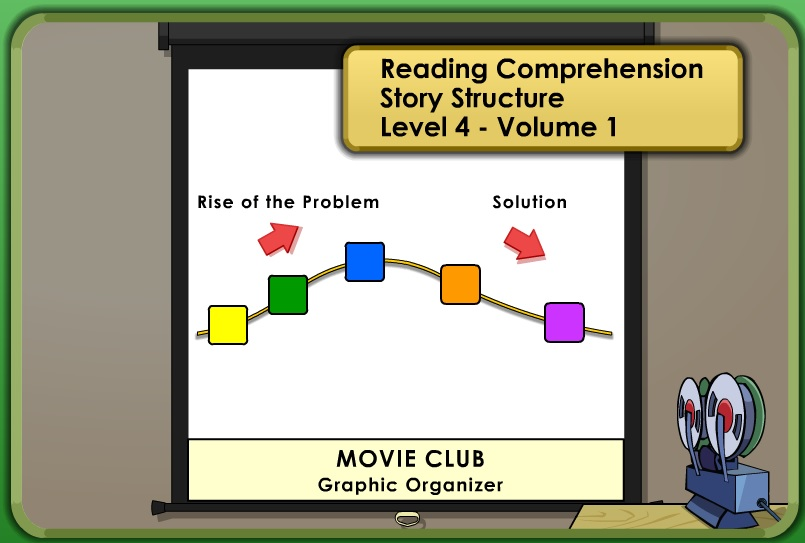 Reading Comprehension
Story Structure
Level 4 - Volume 1
Rise of the Problem
Solution
MOVIE CLUB
Graphic Organizer